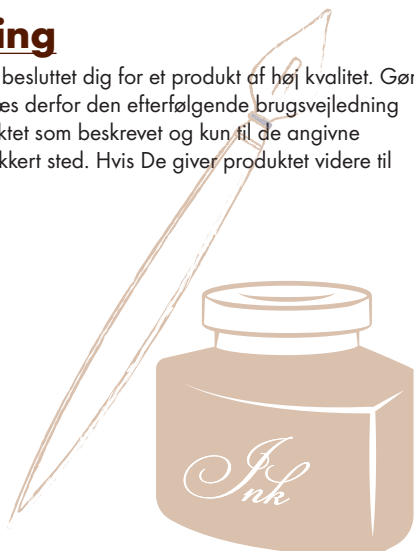 ing
besluttet dig for et produkt af høj kvalitet. Gør
es derfor den efterfølgende brugsvejledning
ktet som beskrevet og kun til de angivne
kkert sted. Hvis De giver produktet videre til
Ink